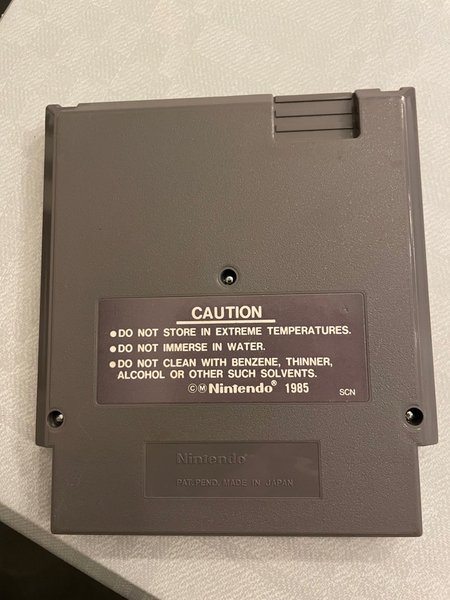 CAUTION
●DO NOT STORE IN EXTREME TEMPERATURES.
●DO NOT IMMERSE IN WATER.
●DO NOT CLEAN WITH BENZENE, THINNER,
ALCOHOL OR OTHER SUCH SOLVENTS.
©Ⓜ Nintendo® 1985
SCN
Nintendo®
PAT. PEND. MADE IN JAPAN